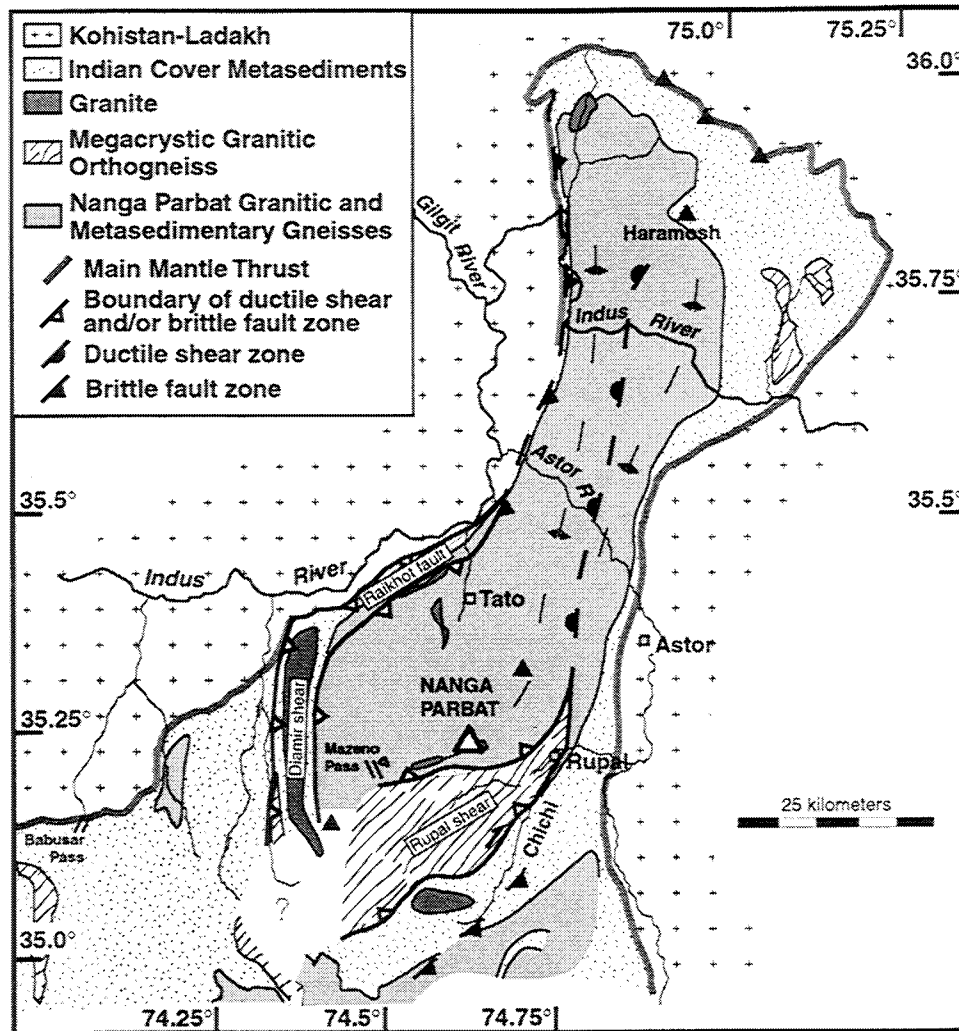 Kohistan-Ladakh
Indian Cover Metasediments
Granite
Megacrystic Granitic
Orthogneiss
Nanga Parbat Granitic and
Metasedimentary Gneisses
Main Mantle Thrust
Boundary of ductile shear
and/or brittle fault zone
Ductile shear zone
Brittle fault zone
75.0°
75.25°
36.0°
Gilgit River
Haramosh
35.75°
Indus River
Astor R
35.5°
35.5°
Indus River
Raikhot fault
Tato
Astor
NANGA
PARBAT
35.25°
Diamir shear
Mazeno
Pass
Rupal
25 kilometers
Rupal shear
Chichi
Babusar
Pass
?
35.0°
74.25°
74.5°
74.75°